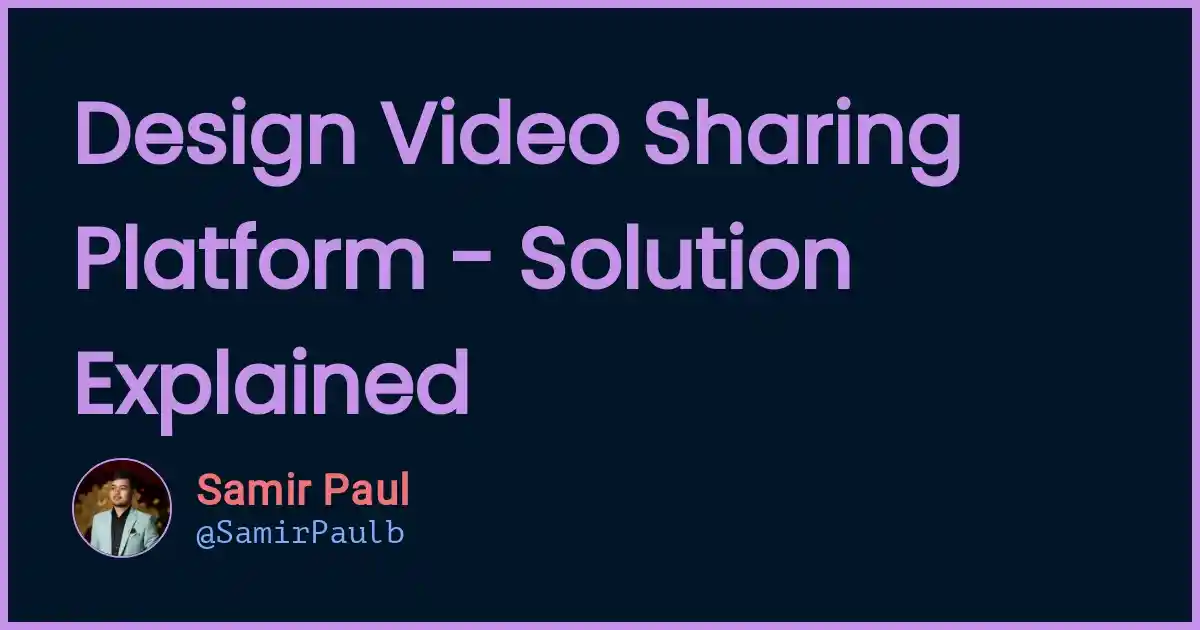 Design Video Sharing
Platform - Solution
Explained
Samir Paul
@SamirPaulb